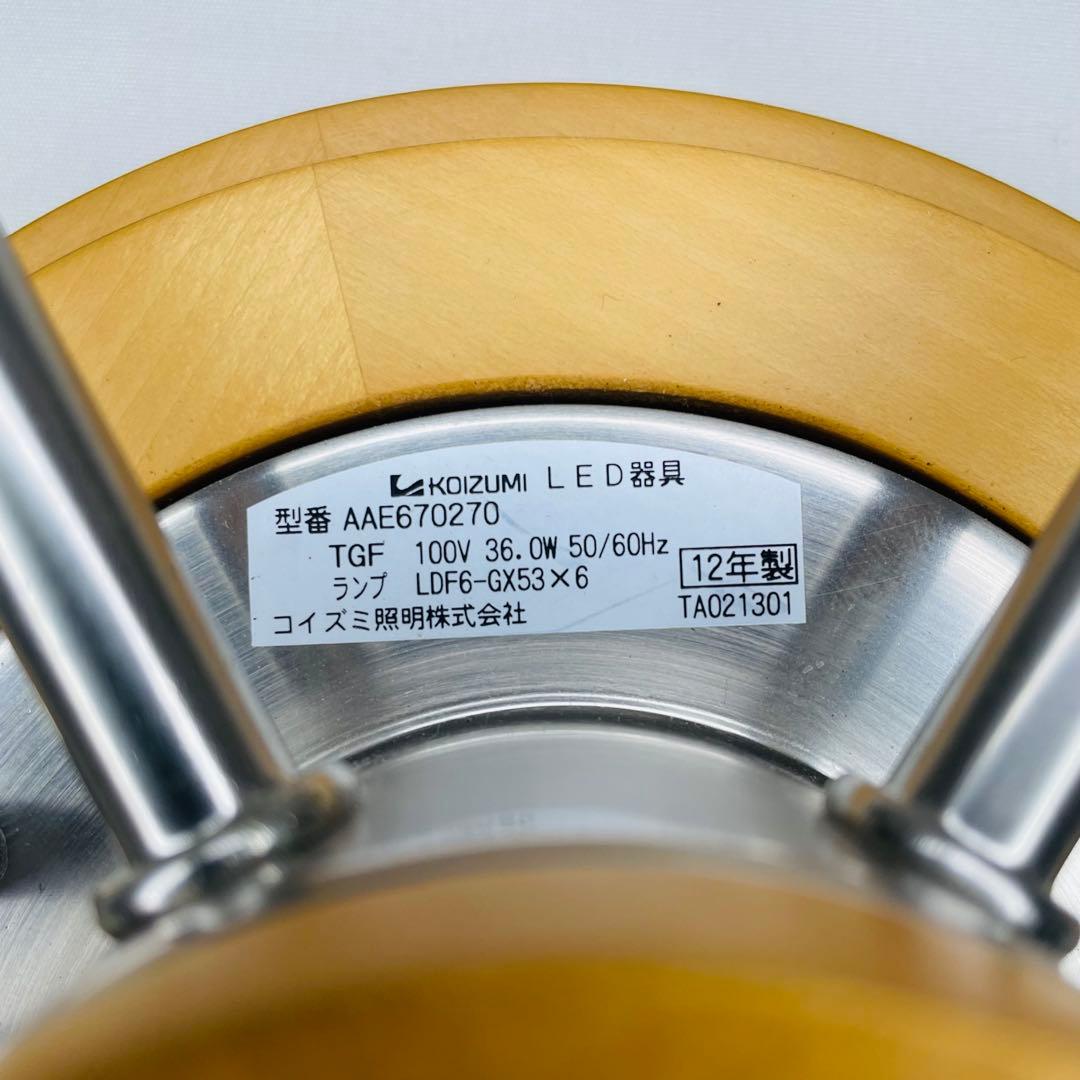 KOIZUMI LED器具
型番 AAE670270
TGF 100V 36.0W 50/60Hz
ランプ LDF6-GX53×6
12年製
コイズミ照明株式会社
TA021301